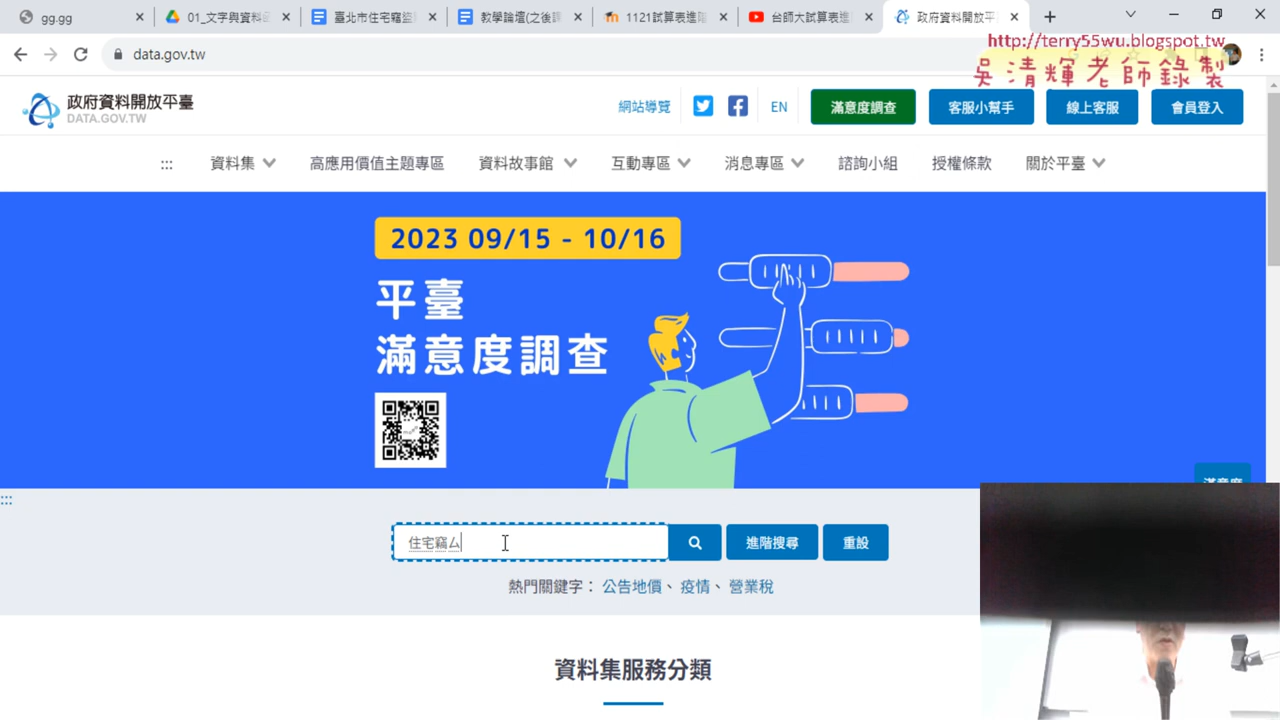 gg.gg
01_文字與資料
臺北市住宅竊盜
教學論壇(之後
1121試算表進階
台師大試算表進
政府資料開放平
data.gov.tw
http://terry55wu.blogspot.tw
吳清輝老師錄製
政府資料開放平臺
DATA.GOV.TW
網站導覽
EN
滿意度調查
客服小幫手
線上客服
會員登入
:::
資料集
高應用價值主題專區
資料故事館
互動專區
消息專區
諮詢小組
授權條款
關於平臺
2023 09/15 - 10/16
平臺
滿意度調查
滿意度
:::
住宅竊ㄙ
進階搜尋
重設
熱門關鍵字： 公告地價、 疫情、 營業稅
資料集服務分類